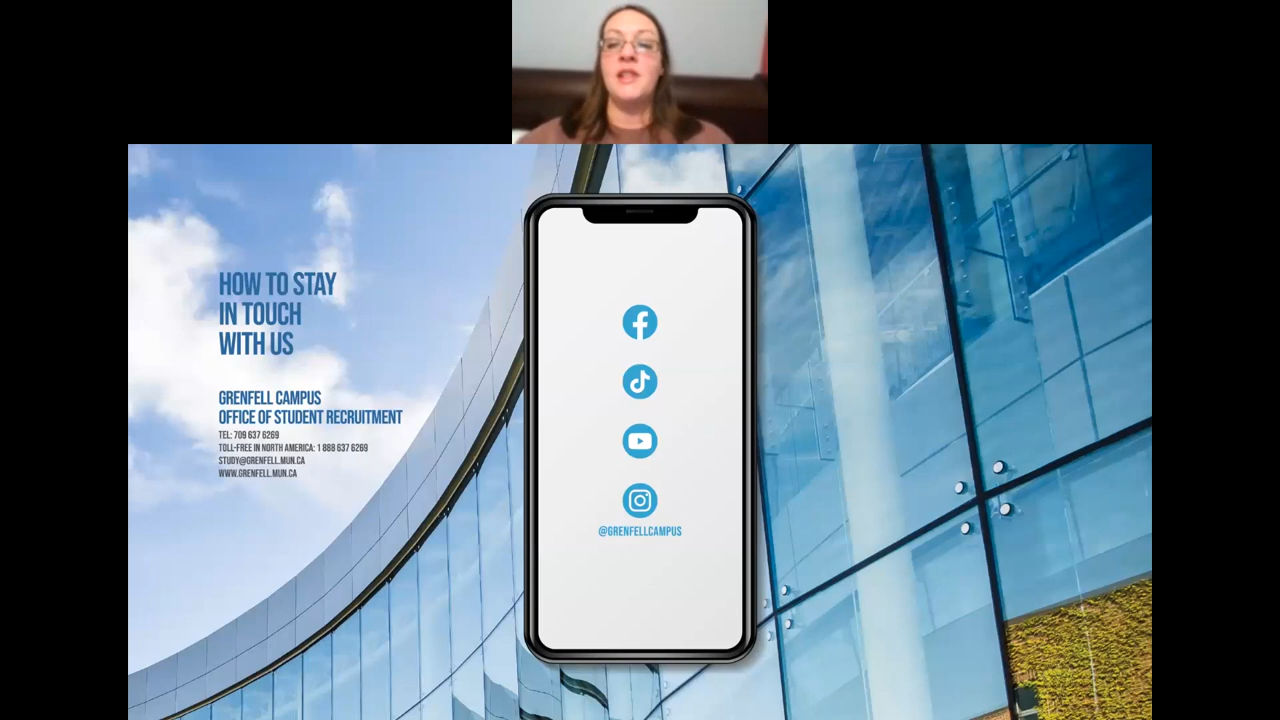 HOW TO STAY
IN TOUCH
WITH US
GRENFELL CAMPUS
OFFICE OF STUDENT RECRUITMENT
TEL: 709 637 6269
TOLL-FREE IN NORTH AMERICA: 1 888 637 6269
STUDY@GRENFELL.MUN.CA
WWW.GRENFELL.MUN.CA
@GRENFELLCAMPUS